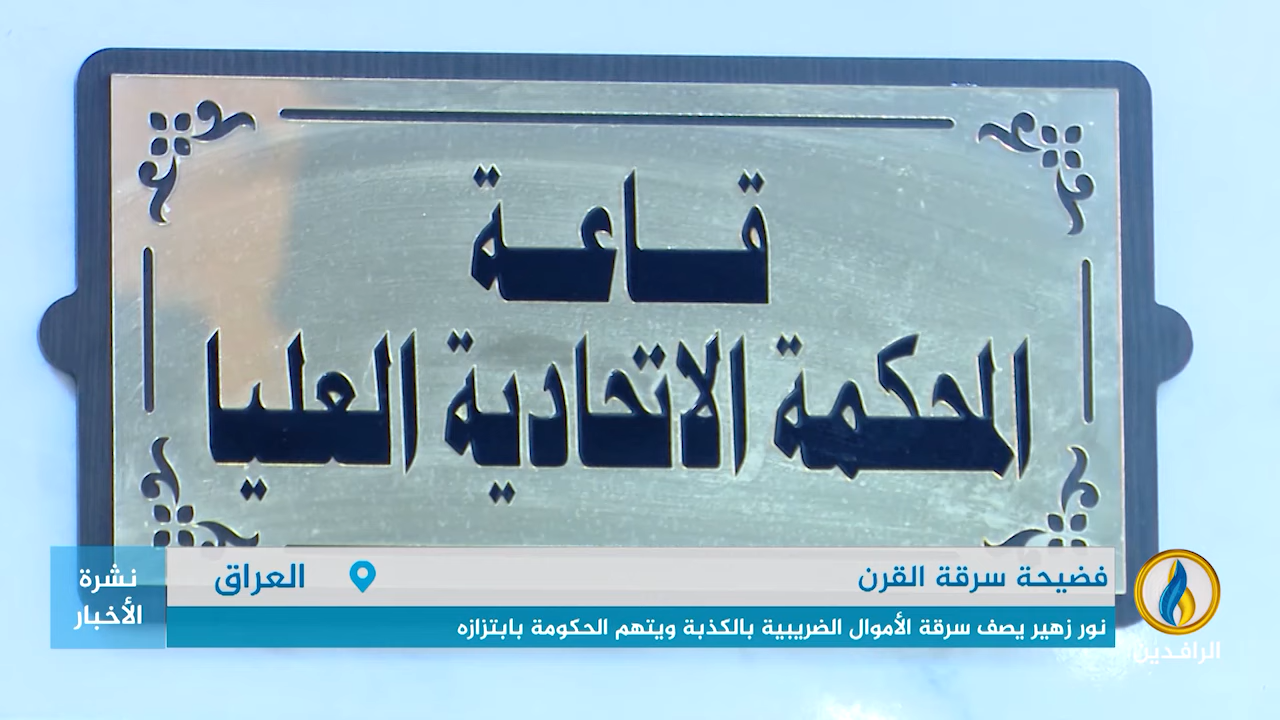 قاعة
المحكمة الاتحادية العليا
فضيحة سرقة القرن
العراق
نشرة
الأخبار
نور زهير يصف سرقة الأموال الضريبية بالكذبة ويتهم الحكومة بابتزازه
الرافدين